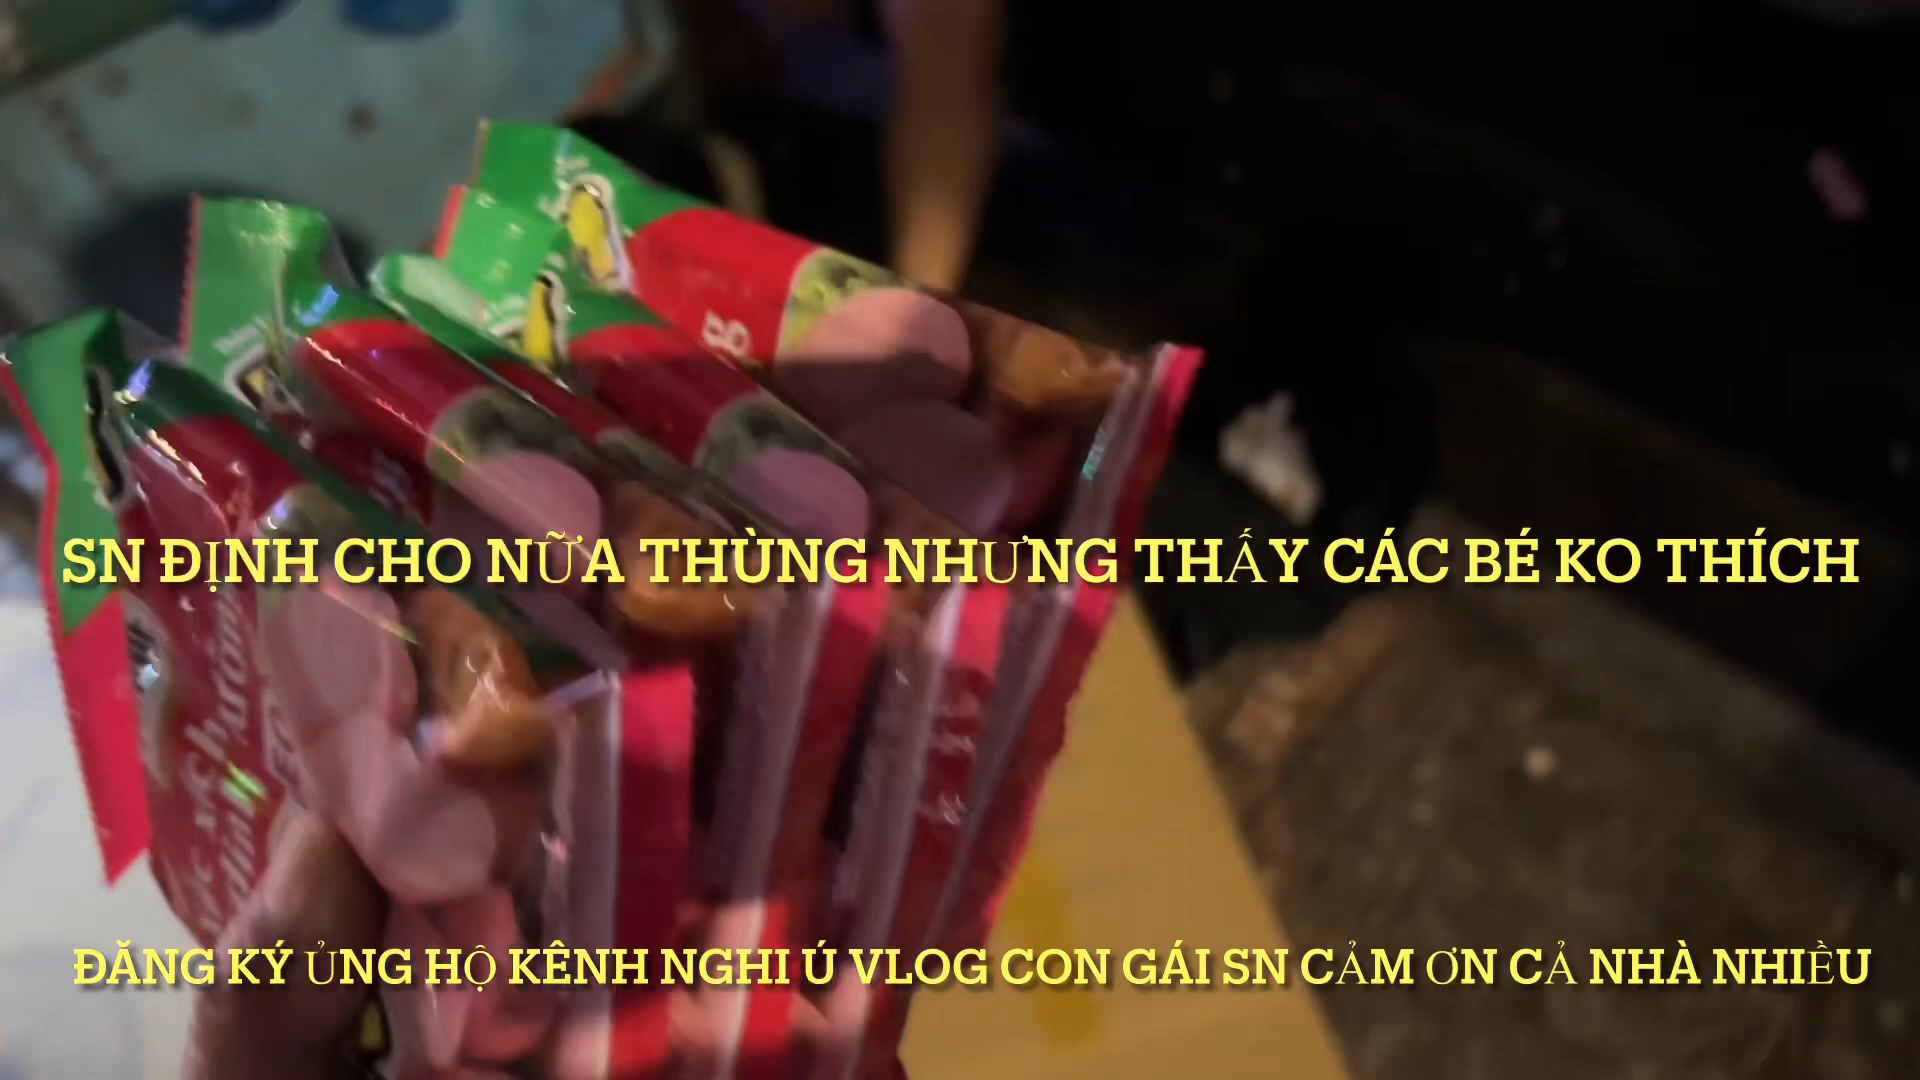 SN ĐỊNH CHO NỮA THÙNG NHƯNG THẤY CÁC BÉ KO THÍCH
ĐĂNG KÝ ỦNG HỘ KÊNH NGHI Ú VLOG CON GÁI SN CẢM ƠN CẢ NHÀ NHIỀU